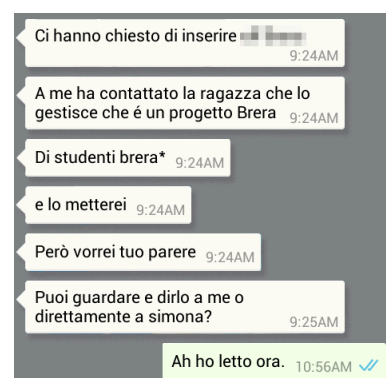 Ci hanno chiesto di inserire
9:24AM
A me ha contattato la ragazza che lo
gestisce che é un progetto Brera 9:24AM
Di studenti brera* 9:24AM
e lo metterei 9:24AM
Però vorrei tuo parere 9:24AM
Puoi guardare e dirlo a me o
direttamente a simona? 9:25AM
Ah ho letto ora. 10:56AM